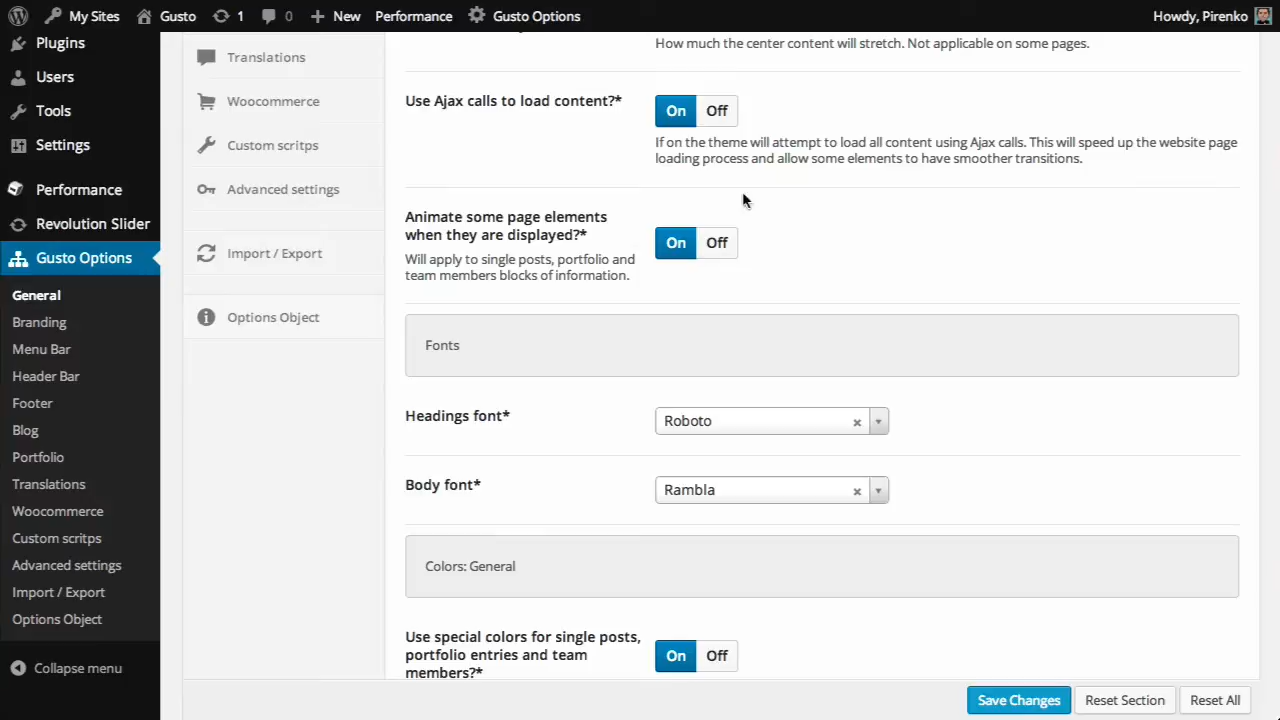 My Sites Gusto 1 0 New Performance Gusto Options Howdy, Pirenko
Plugins
Users
Tools
Settings
Performance
Revolution Slider
Gusto Options
General
Branding
Menu Bar
Header Bar
Footer
Blog
Portfolio
Translations
Woocommerce
Custom scritps
Advanced settings
Import / Export
Options Object
Collapse menu
Translations
Woocommerce
Custom scritps
Advanced settings
Import / Export
Options Object
How much the center content will stretch. Not applicable on some pages.
Use Ajax calls to load content?*
On Off
If on the theme will attempt to load all content using Ajax calls. This will speed up the website page
loading process and allow some elements to have smoother transitions.
Animate some page elements
when they are displayed?*
Will apply to single posts, portfolio and
team members blocks of information.
On Off
Fonts
Headings font*
Roboto
Body font*
Rambla
Colors: General
Use special colors for single posts,
portfolio entries and team
members?*
On Off
Save Changes Reset Section Reset All